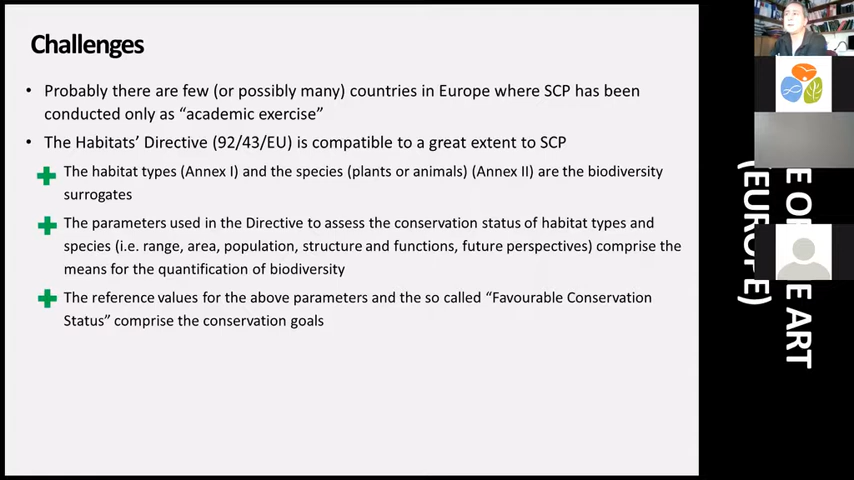 Challenges
• Probably there are few (or possibly many) countries in Europe where SCP has been
conducted only as “academic exercise”
• The Habitats’ Directive (92/43/EU) is compatible to a great extent to SCP
The habitat types (Annex I) and the species (plants or animals) (Annex II) are the biodiversity
surrogates
The parameters used in the Directive to assess the conservation status of habitat types and
species (i.e. range, area, population, structure and functions, future perspectives) comprise the
means for the quantification of biodiversity
The reference values for the above parameters and the so called “Favourable Conservation
Status” comprise the conservation goals
ART